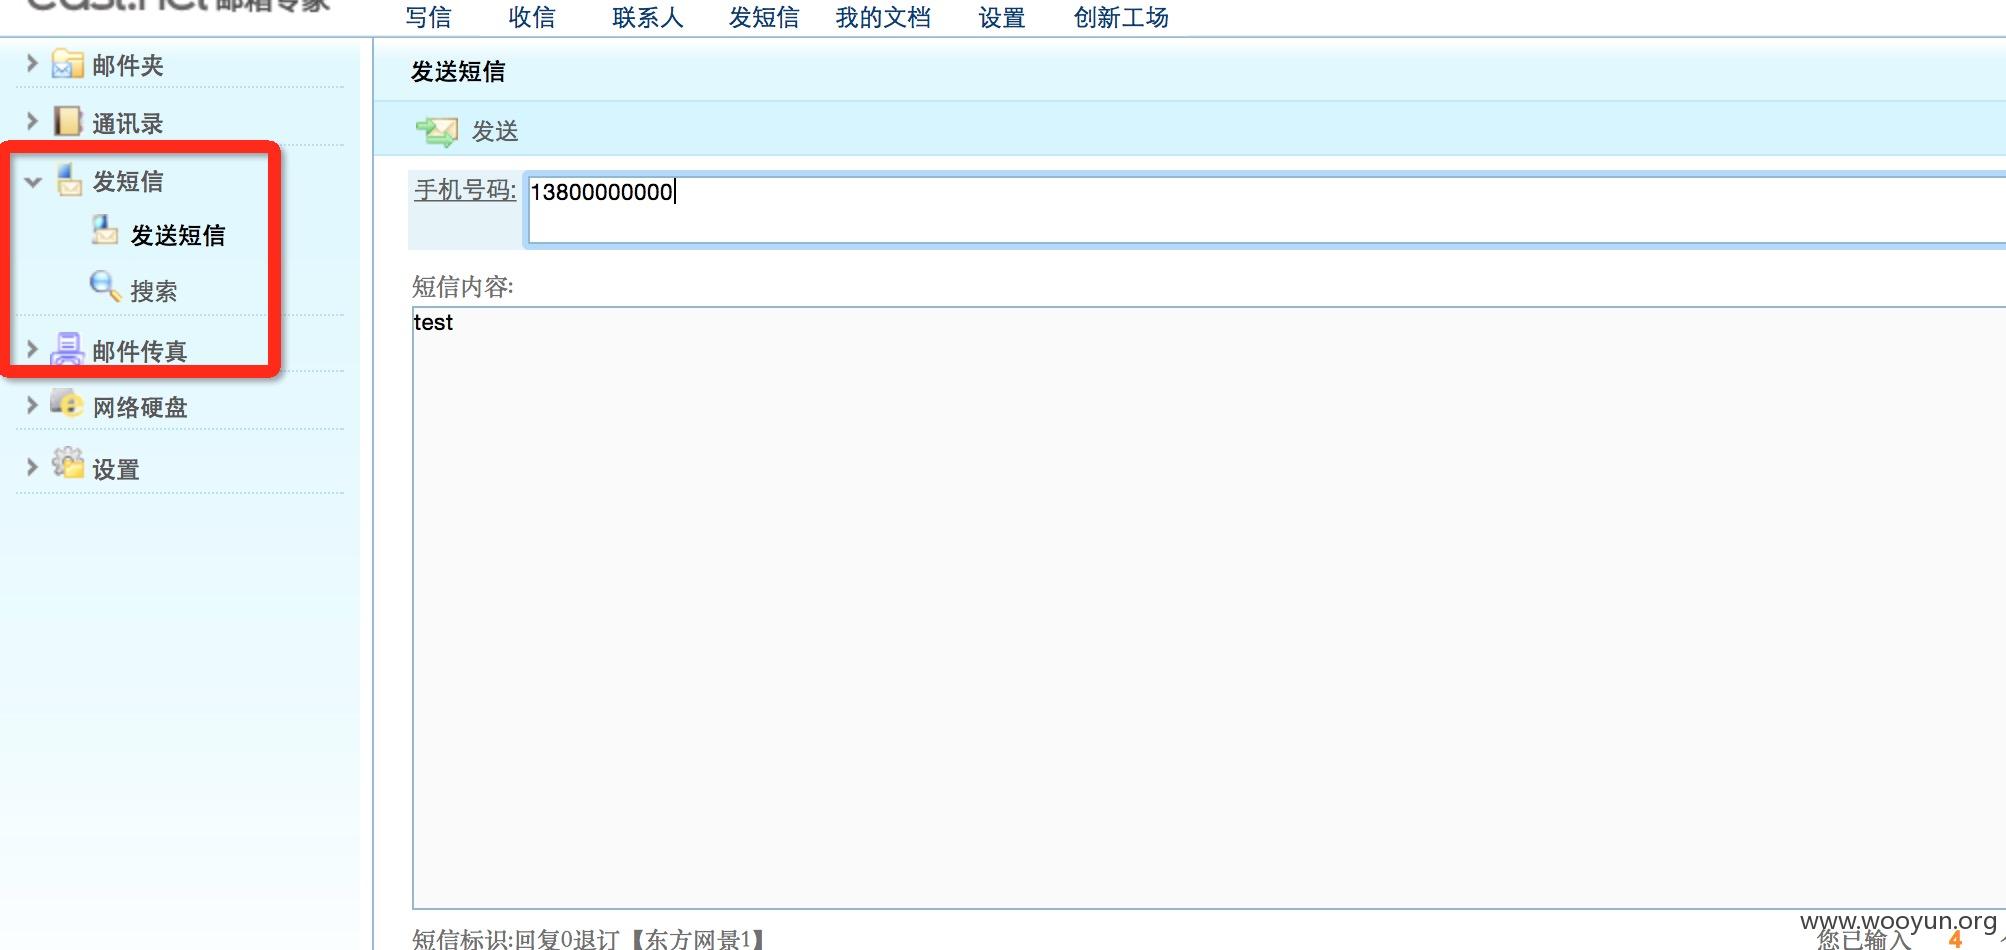 east.net 邮箱专家
写信 收信 联系人 发短信 我的文档 设置 创新工场
邮件夹
通讯录
发短信
发送短信
搜索
邮件传真
网络硬盘
设置
发送短信
发送
手机号码: 13800000000
短信内容:
test
短信标识:回复0退订【东方网景1】
您已输入 4
www.wooyun.org